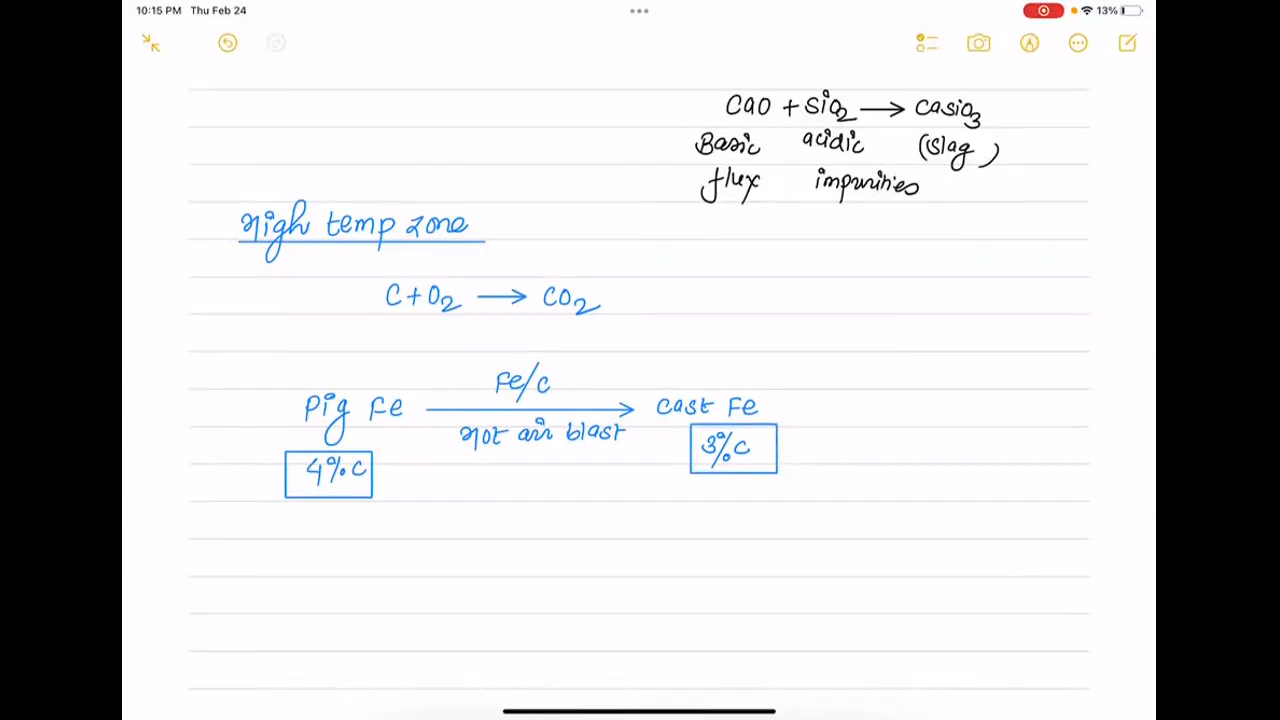 10:15 PM Thu Feb 24
13%
CaO + SiO2 → CaSiO3
Basic acidic (slag)
flux impurities
High temp zone
C + O2 → CO2
Fe/C
Pig Fe → cast Fe
Hot air blast
3%C
4%C